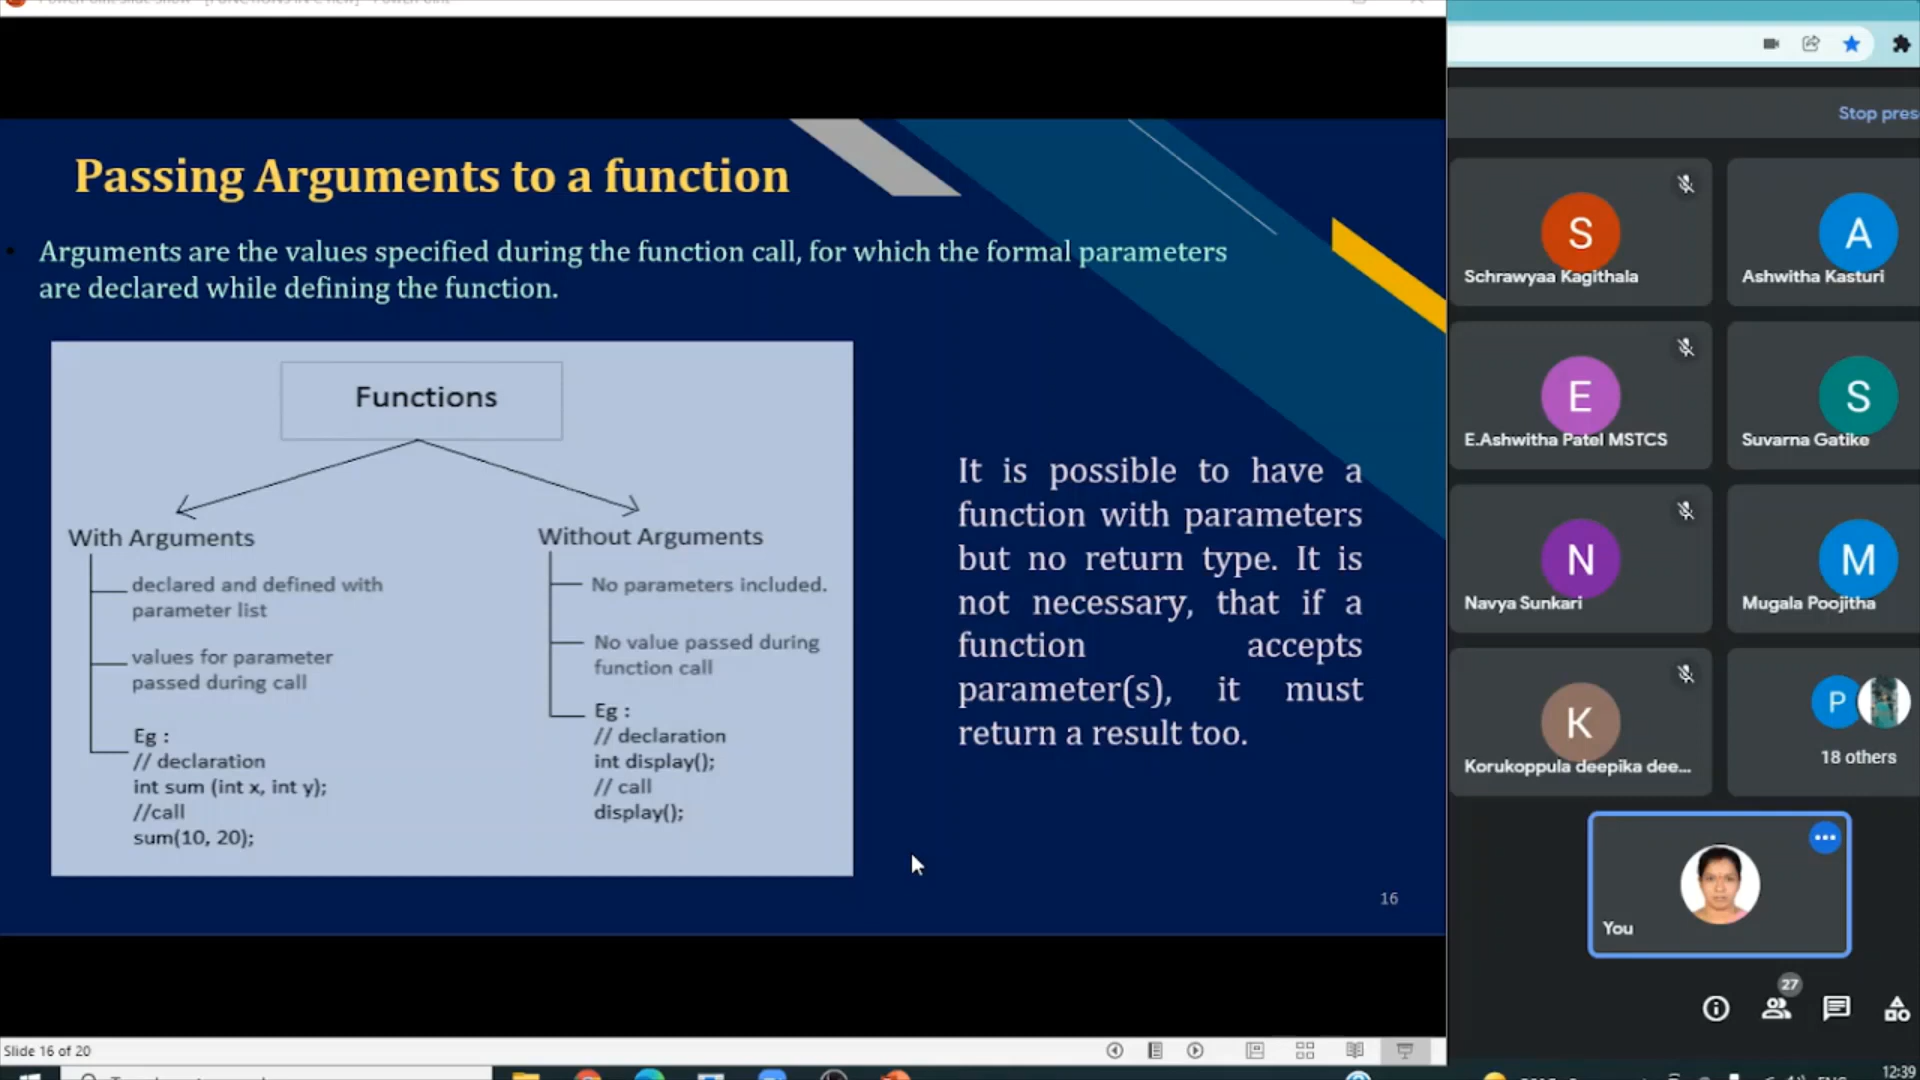 Passing Arguments to a function
• Arguments are the values specified during the function call, for which the formal parameters
are declared while defining the function.
Functions
With Arguments
declared and defined with
parameter list
values for parameter
passed during call
Eg :
// declaration
int sum (int x, int y);
//call
sum(10, 20);
Without Arguments
No parameters included.
No value passed during
function call
Eg :
// declaration
int display();
// call
display();
It is possible to have a
function with parameters
but no return type. It is
not necessary, that if a
function accepts
parameter(s), it must
return a result too.
16
Slide 16 of 20
Stop pres
S
Schrawyaa Kagithala
A
Ashwitha Kasturi
E
E.Ashwitha Patel MSTCS
S
Suvarna Gatike
N
Navya Sunkari
M
Mugala Poojitha
K
Korukoppula deepika dee...
P
18 others
You
27
12:39